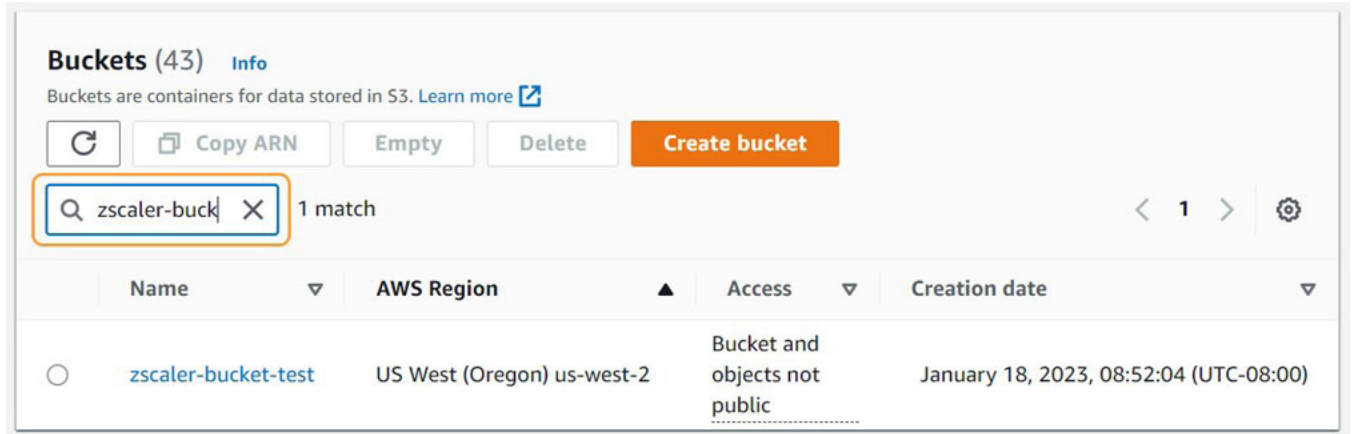 Buckets (43) Info
Buckets are containers for data stored in S3. Learn more
Copy ARN Empty Delete Create bucket
zscaler-buck 1 match 1
Name AWS Region Access Creation date
zscaler-bucket-test US West (Oregon) us-west-2 Bucket and objects not public January 18, 2023, 08:52:04 (UTC-08:00)